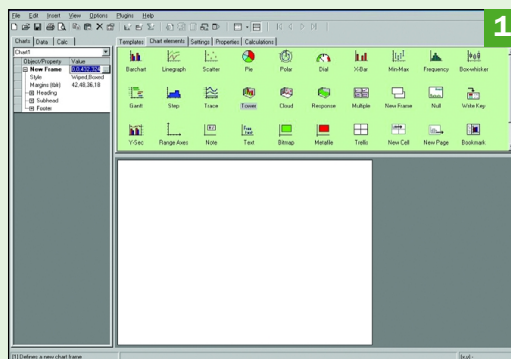 File Edit Insert View Options Plugins Help
1
Charts Data Calc
Templates Chart elements Settings Properties Calculations
Chart1
Object/Property Value
New Frame
Style Wiped,Boxed
Margins (tbk) 42,48,36,18
Heading
Subhead
Footer
Barchart Linegraph Scatter Pie Polar Dial X-Bar Min-Max Frequency Box-whisker
Gantt Step Trace Tower Cloud Response Multiple New Frame Null Write Key
Y-Sec Range Axes Note Text Bitmap Metafile Trellis New Cell New Page Bookmark
[1] Defines a new chart frame
(x,y) -